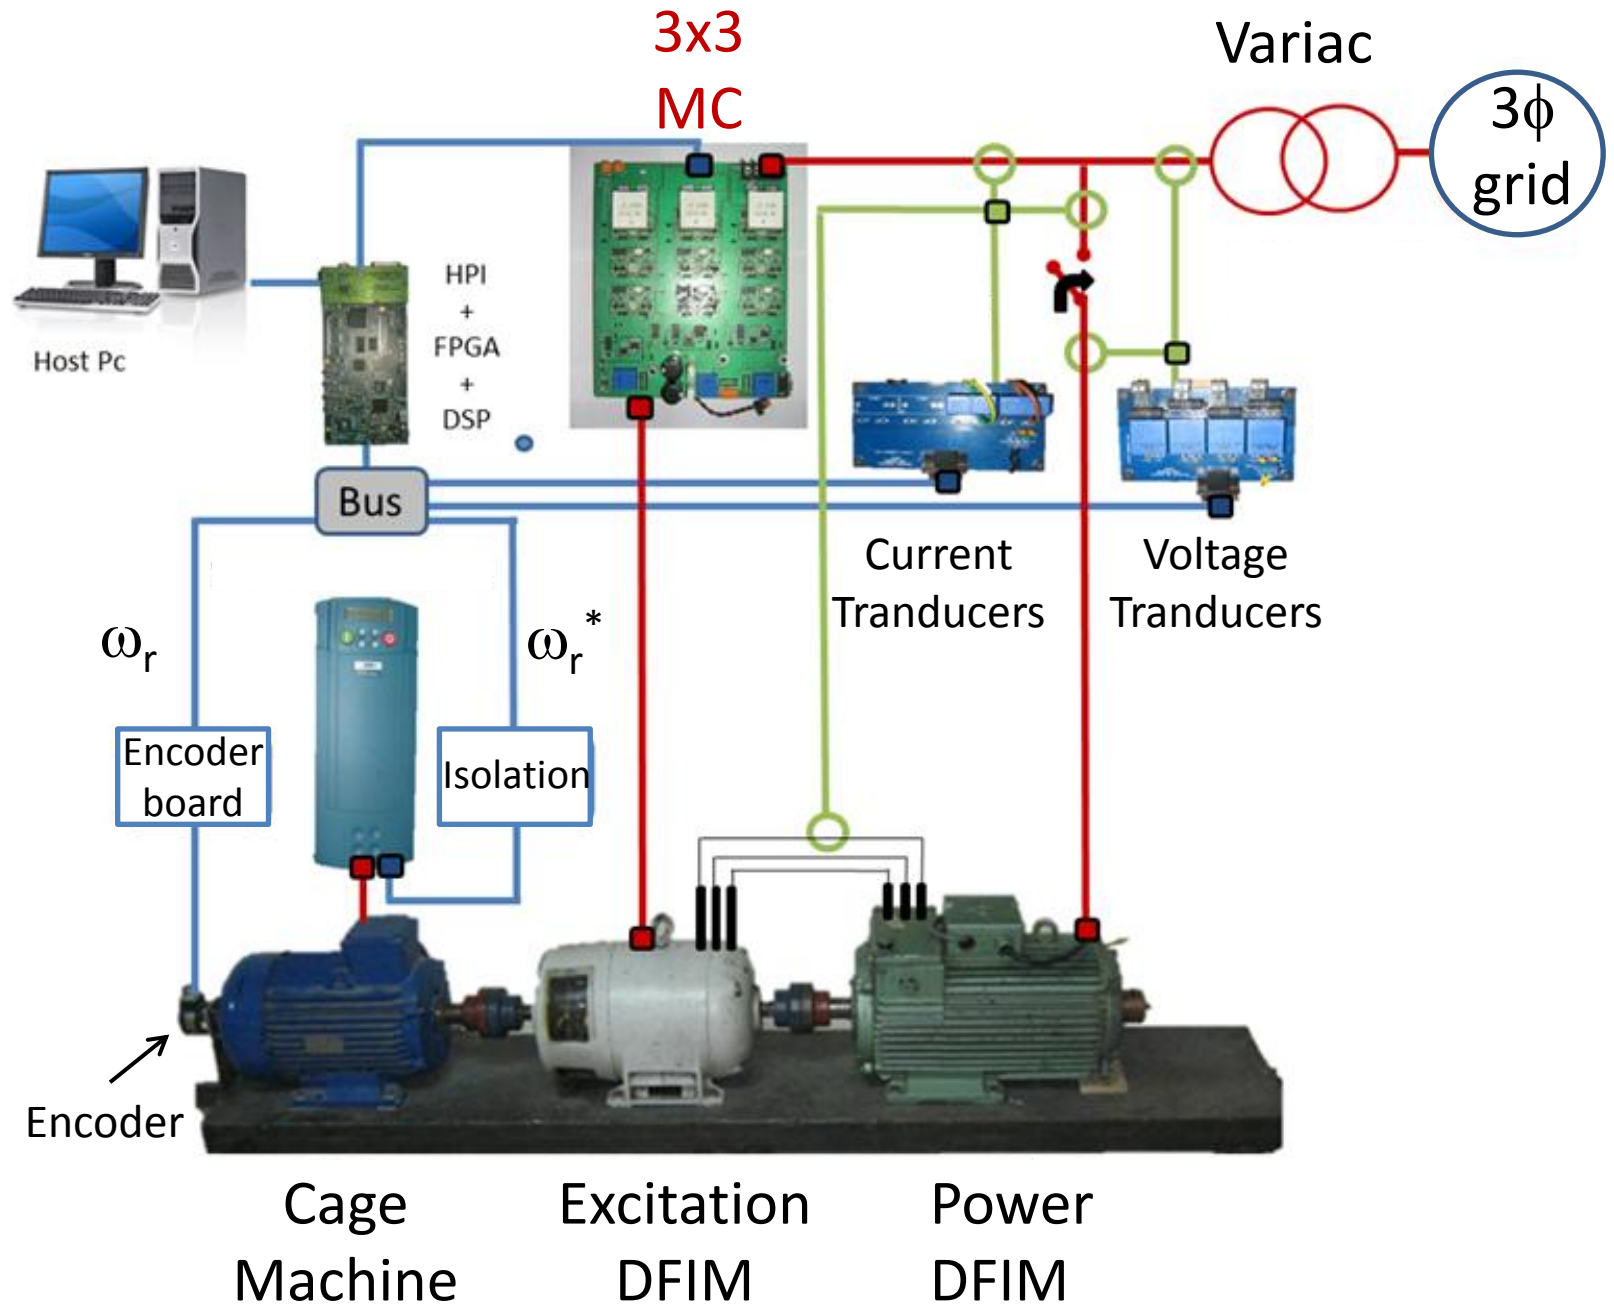 3x3
MC
Variac
3ϕ
grid
Host Pc
HPI
+
FPGA
+
DSP
Bus
Current
Tranducers
Voltage
Tranducers
ωr
ωr*
Encoder
board
Isolation
Encoder
Cage
Machine
Excitation
DFIM
Power
DFIM